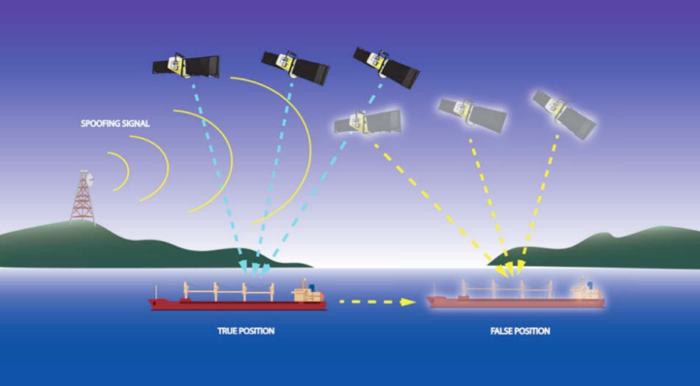 SPOOFING SIGNAL
TRUE POSITION
FALSE POSITION